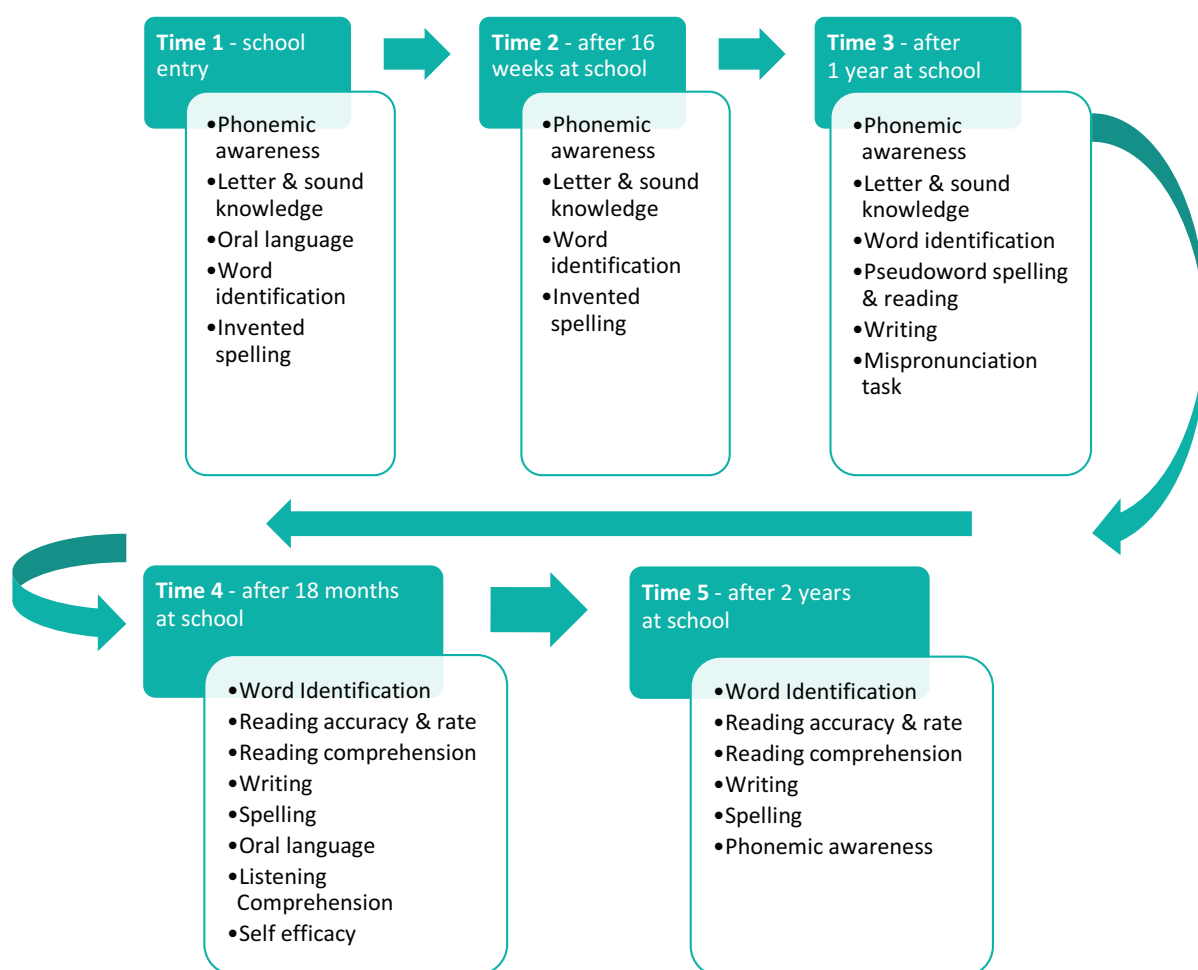 Time 1 - school
entry
•Phonemic
awareness
•Letter & sound
knowledge
•Oral language
•Word
identification
•Invented
spelling
Time 2 - after 16
weeks at school
•Phonemic
awareness
•Letter & sound
knowledge
•Word
identification
•Invented
spelling
Time 3 - after
1 year at school
•Phonemic
awareness
•Letter & sound
knowledge
•Word identification
•Pseudoword spelling
& reading
•Writing
•Mispronunciation
task
Time 4 - after 18 months
at school
•Word Identification
•Reading accuracy & rate
•Reading comprehension
•Writing
•Spelling
•Oral language
•Listening
Comprehension
•Self efficacy
Time 5 - after 2 years
at school
•Word Identification
•Reading accuracy & rate
•Reading comprehension
•Writing
•Spelling
•Phonemic awareness